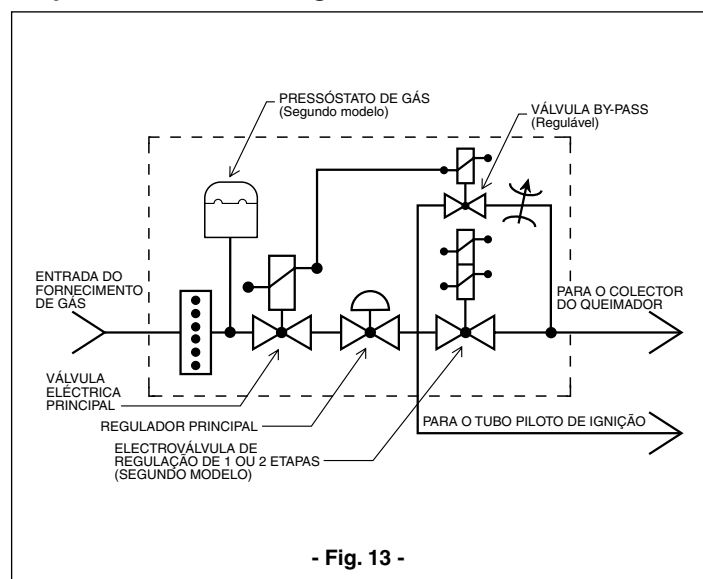 PRESSÓSTATO DE GÁS
(Segundo modelo)
VÁLVULA BY-PASS
(Regulável)
ENTRADA DO
FORNECIMENTO
DE GÁS
PARA O COLECTOR
DO QUEIMADOR
VÁLVULA
ELÉCTRICA
PRINCIPAL
REGULADOR PRINCIPAL
PARA O TUBO PILOTO DE IGNIÇÃO
ELECTROVÁLVULA DE
REGULAÇÃO DE 1 OU 2 ETAPAS
(SEGUNDO MODELO)
- Fig. 13 -